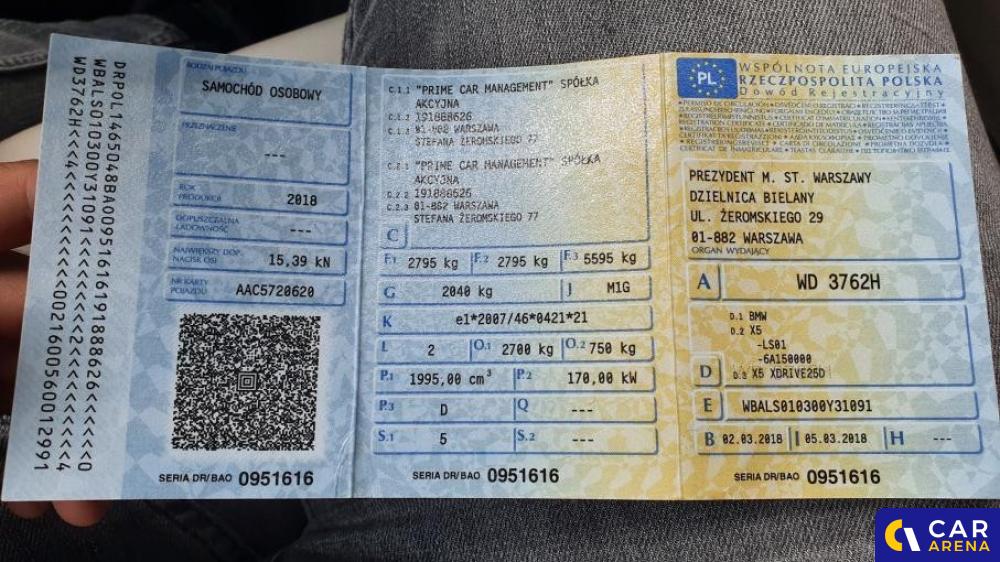 DRPOL1465048BAO0951616191888626<<<<<<0
WBALS010300Y31091<<<<<<<<<<2<<<<<<<<4
RODZAJ POJAZDU
SAMOCHÓD OSOBOWY
PRZEZNACZENIE
---
ROK
PRODUKCJI
2018
DOPUSZCZALNA
ŁADOWNOŚĆ
---
NAJWIĘKSZY DOP.
NACISK OSI
15,39 kN
NR KARTY
POJAZDU
AAC5720620
SERIA DR/BAO 0951616
C.1.1 "PRIME CAR MANAGEMENT" SPÓŁKA
AKCYJNA
C.1.2 191888626
C.1.3 01-882 WARSZAWA
STEFANA ŻEROMSKIEGO 77
C.2.1 "PRIME CAR MANAGEMENT" SPÓŁKA
AKCYJNA
C.2.2 191888626
C.2.3 01-882 WARSZAWA
STEFANA ŻEROMSKIEGO 77
C
F.1 2795 kg F.2 2795 kg F.3 5595 kg
G 2040 kg J M1G
K e1*2007/46*0421*21
L 2 O.1 2700 kg O.2 750 kg
P.1 1995,00 cm³ P.2 170,00 kW
P.3 D Q ---
S.1 5 S.2 ---
SERIA DR/BAO 0951616
PL
WSPÓLNOTA EUROPEJSKA
RZECZPOSPOLITA POLSKA
Dowód Rejestracyjny
PREZYDENT M. ST. WARSZAWY
DZIELNICA BIELANY
UL. ŻEROMSKIEGO 29
01-882 WARSZAWA
ORGAN WYDAJĄCY
A WD 3762H
D.1 BMW
D.2 X5
-LS01
-6A150000
D D.3 X5 XDRIVE25D
E WBALS010300Y31091
B 02.03.2018 I 05.03.2018 H ---
SERIA DR/BAO 0951616
CAR
ARENA